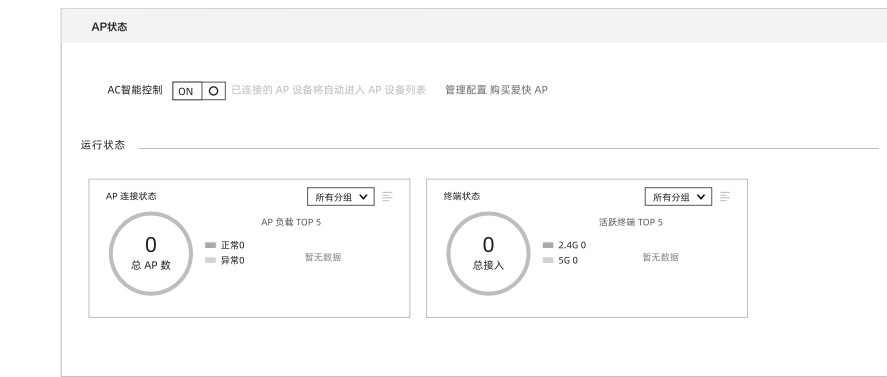 AP状态
AC智能控制 ON 已连接的 AP 设备将自动进入 AP 设备列表 管理配置 购买爱快 AP
运行状态
AP 连接状态 所有分组
AP 负载 TOP 5
0
总 AP 数
正常0
异常0
暂无数据
终端状态 所有分组
活跃终端 TOP 5
0
总接入
2.4G 0
5G 0
暂无数据